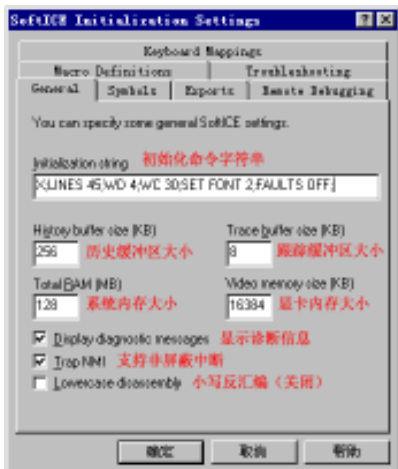 SoftICE Initialization Settings
Keyboard Mappings
Macro Definitions Troubleshooting
General Symbols Exports Remote Debugging
You can specify some general SoftICE settings.
Initialization string 初始化命令字符串
X;LINES 45;WD 4;WC 30;SET FONT 2;FAULTS OFF;
History buffer size (KB) Trace buffer size (KB)
256 历史缓冲区大小 8 跟踪缓冲区大小
Total RAM (MB) Video memory size (KB)
128 系统内存大小 16384 显卡内存大小
Display diagnostic messages 显示诊断信息
Trap NMI 支持非屏蔽中断
Lowercase disassembly 小写反汇编（关闭）
确定 取消 帮助